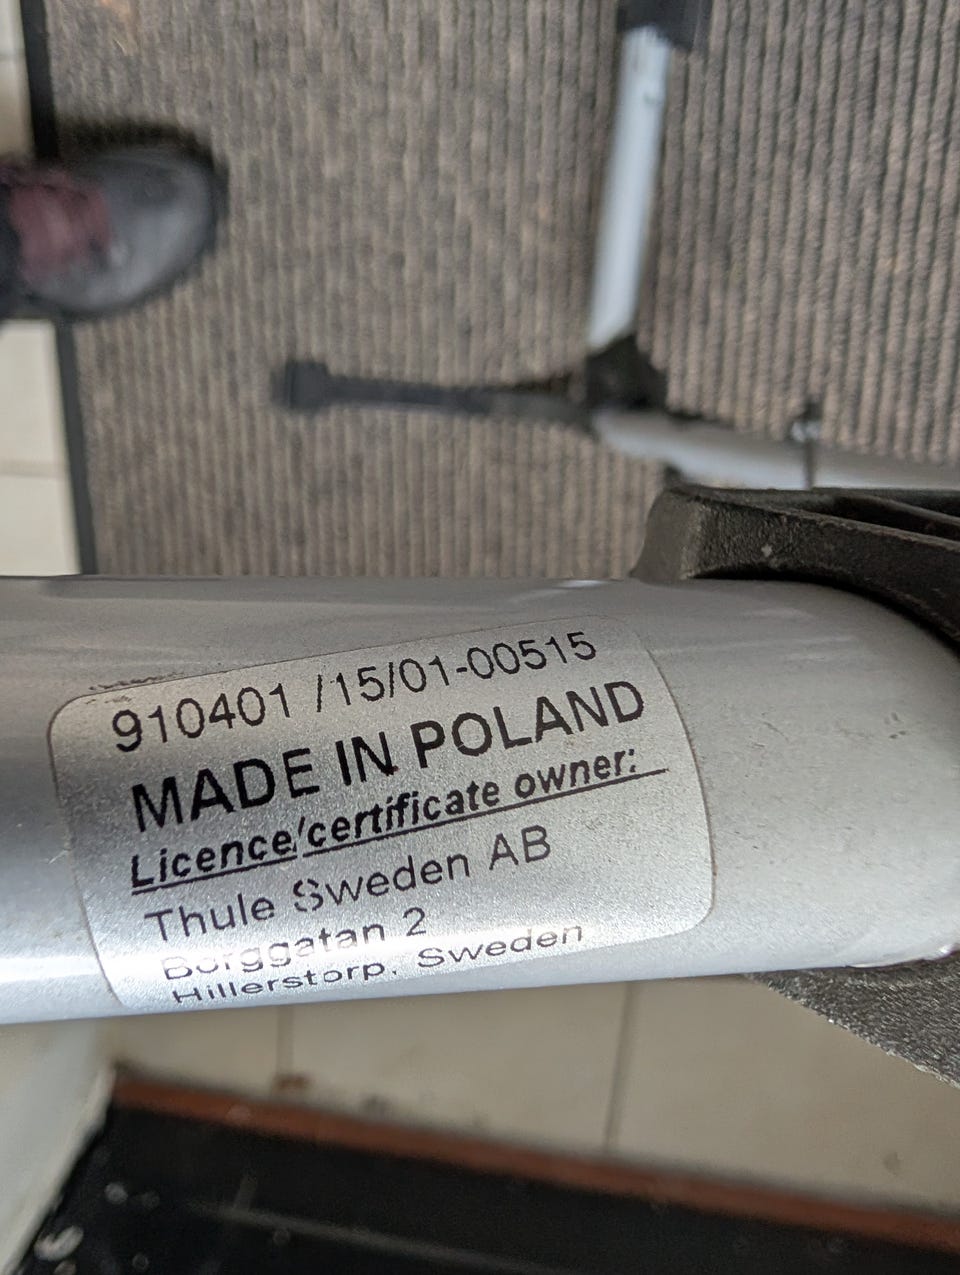 910401 /15/01-00515
MADE IN POLAND
Licence/certificate owner:
Thule Sweden AB
Borggatan 2
Hillerstorp, Sweden